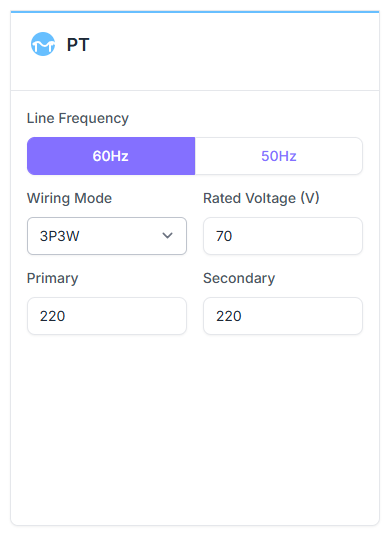 PT
Line Frequency
60Hz 50Hz
Wiring Mode Rated Voltage (V)
3P3W 70
Primary Secondary
220 220